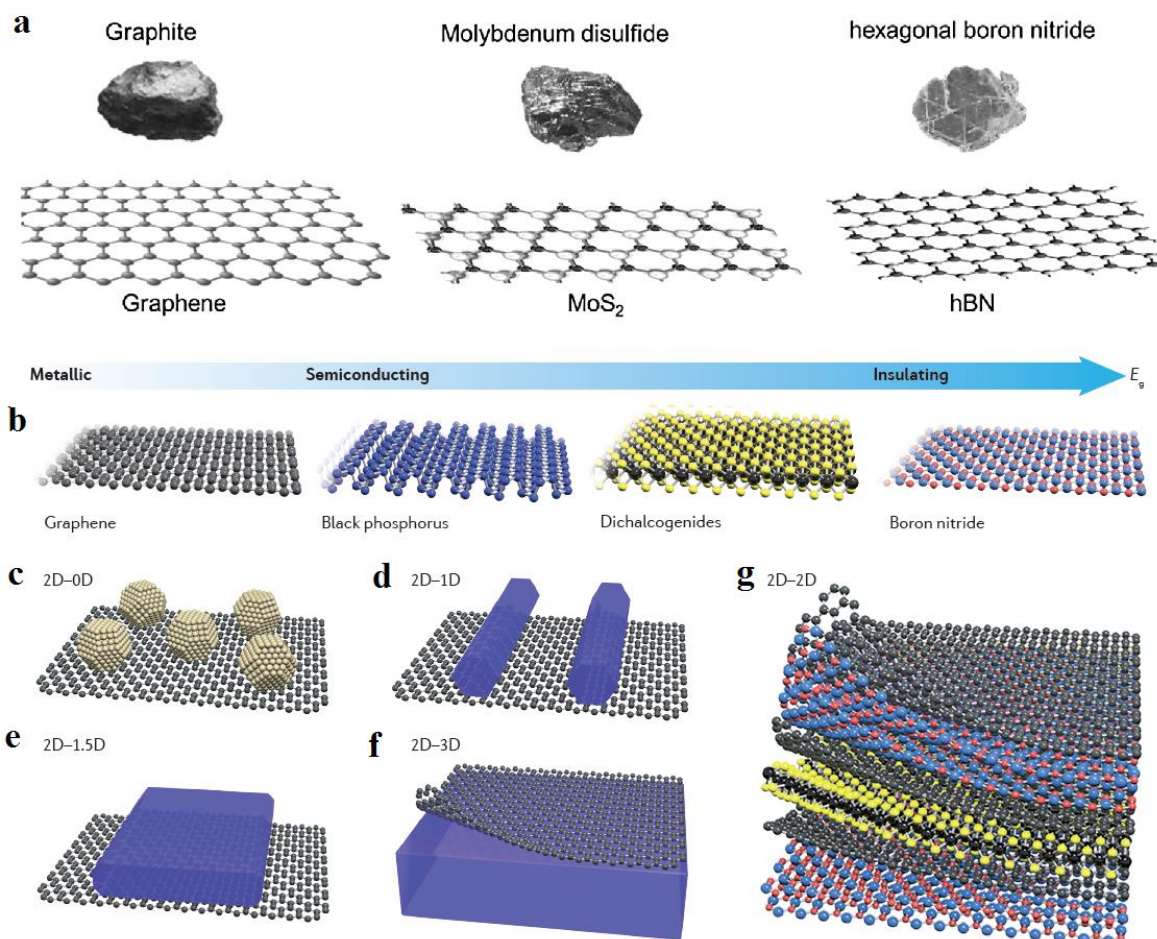 a
Graphite
Molybdenum disulfide
hexagonal boron nitride
Graphene
MoS₂
hBN
Metallic
Semiconducting
Insulating
E_g
b
Graphene
Black phosphorus
Dichalcogenides
Boron nitride
c 2D–0D
d 2D–1D
g 2D–2D
e 2D–1.5D
f 2D–3D